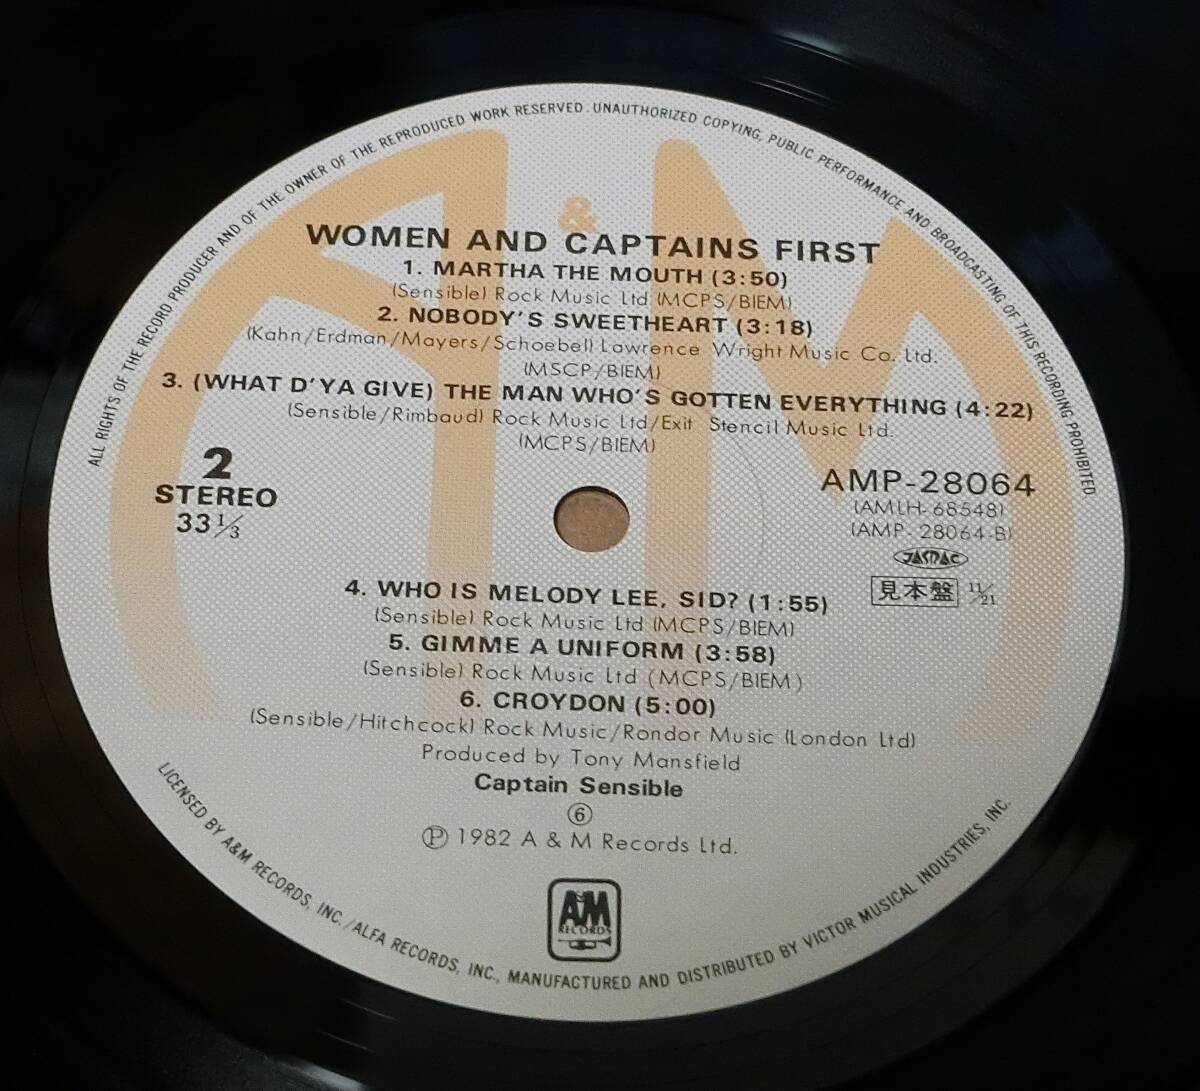 ALL RIGHTS OF THE RECORD PRODUCER AND OF THE OWNER OF THE REPRODUCED WORK RESERVED. UNAUTHORIZED COPYING, PUBLIC PERFORMANCE AND BROADCASTING OF THIS RECORDING PROHIBITED
&
WOMEN AND CAPTAINS FIRST
1. MARTHA THE MOUTH (3:50)
(Sensible) Rock Music Ltd (MCPS/BIEM)
2. NOBODY'S SWEETHEART (3:18)
(Kahn/Erdman/Mayers/Schoebel) Lawrence Wright Music Co. Ltd.
(MSCP/BIEM)
3. (WHAT D'YA GIVE) THE MAN WHO'S GOTTEN EVERYTHING (4:22)
(Sensible/Rimbaud) Rock Music Ltd/Exit Stencil Music Ltd.
(MCPS/BIEM)
2
STEREO
33 1/3
AMP-28064
(AMLH-68548)
(AMP-28064-B)
JASRAC
見本盤 11/21
4. WHO IS MELODY LEE, SID? (1:55)
(Sensible) Rock Music Ltd (MCPS/BIEM)
5. GIMME A UNIFORM (3:58)
(Sensible) Rock Music Ltd (MCPS/BIEM)
6. CROYDON (5:00)
(Sensible/Hitchcock) Rock Music/Rondor Music (London Ltd)
Produced by Tony Mansfield
Captain Sensible
⑥
Ⓟ 1982 A & M Records Ltd.
A&M
RECORDS
LICENSED BY A&M RECORDS, INC./ALFA RECORDS, INC., MANUFACTURED AND DISTRIBUTED BY VICTOR MUSICAL INDUSTRIES, INC.